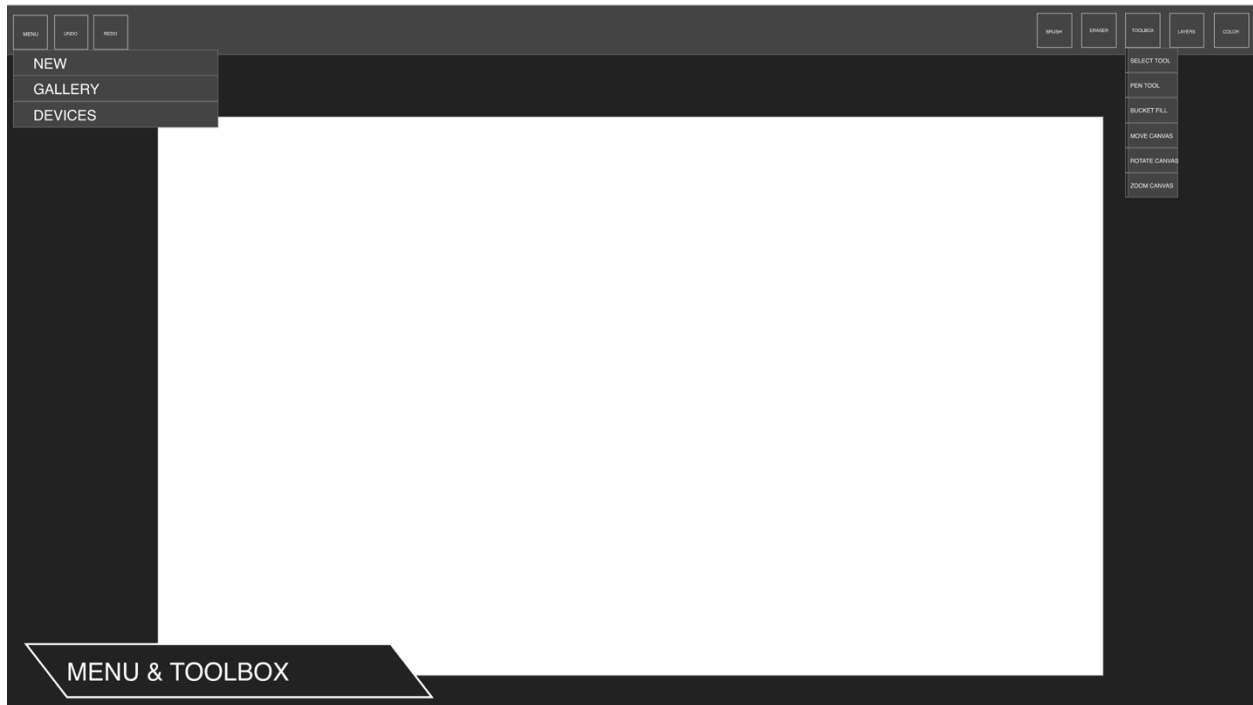 MENU
UNDO
REDO
BRUSH
ERASER
TOOLBOX
LAYERS
COLOR
NEW
GALLERY
DEVICES
SELECT TOOL
PEN TOOL
BUCKET FILL
MOVE CANVAS
ROTATE CANVAS
ZOOM CANVAS
MENU & TOOLBOX